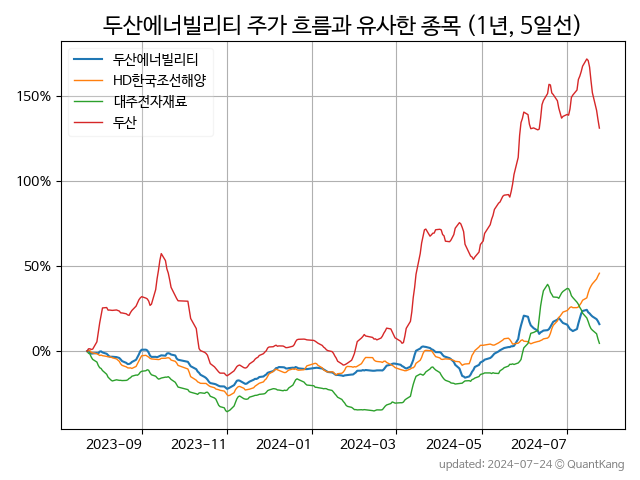 두산에너빌리티 주가 흐름과 유사한 종목 (1년, 5일선)
두산에너빌리티
HD한국조선해양
대주전자재료
두산
150%
100%
50%
0%
2023-09 2023-11 2024-01 2024-03 2024-05 2024-07
updated: 2024-07-24 © QuantKang